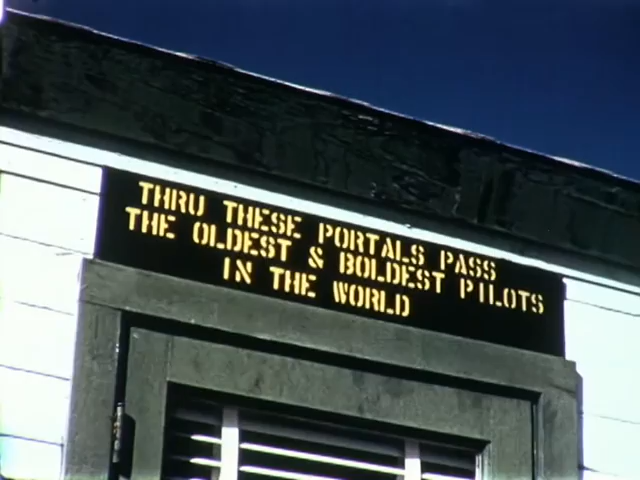 THRU THESE PORTALS PASS
THE OLDEST & BOLDEST PILOTS
IN THE WORLD